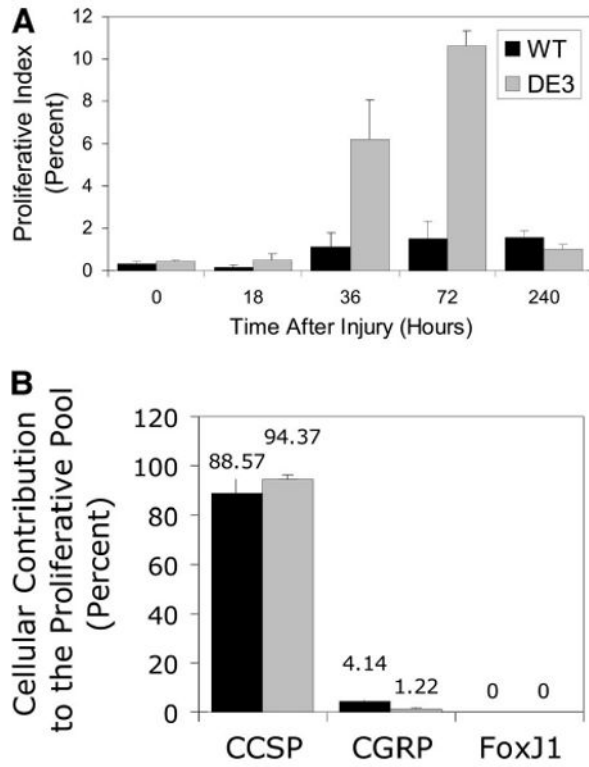 A
Proliferative Index
(Percent)
12
10
8
6
4
2
0
WT
DE3
0 18 36 72 240
Time After Injury (Hours)
B
Cellular Contribution
to the Proliferative Pool
(Percent)
120
100
80
60
40
20
0
88.57
94.37
4.14
1.22
0 0
CCSP CGRP FoxJ1